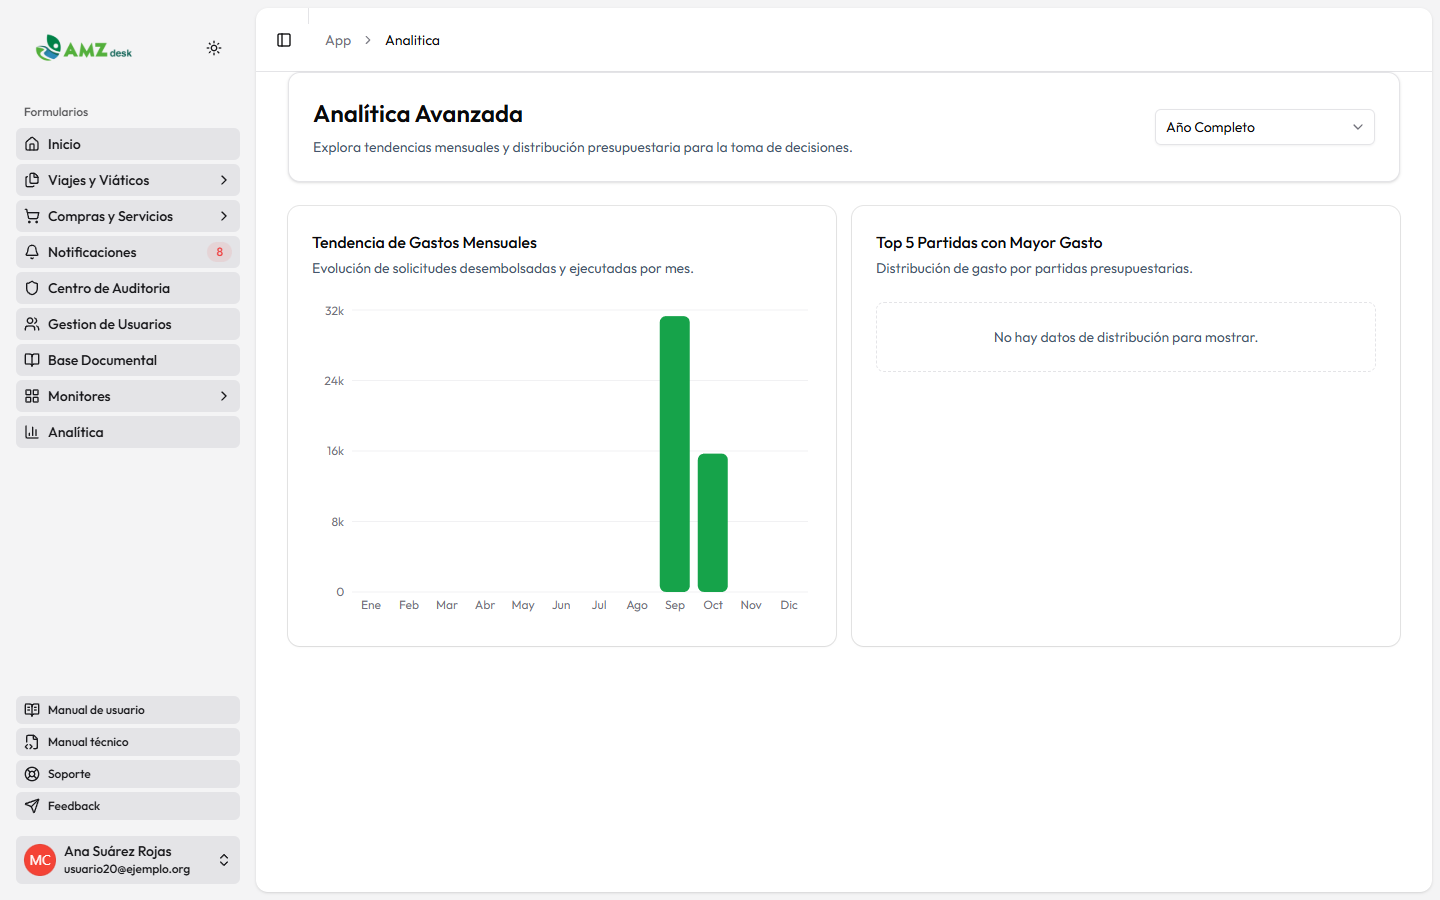 AMZ desk
Formularios
Inicio
Viajes y Viáticos
Compras y Servicios
Notificaciones 8
Centro de Auditoria
Gestion de Usuarios
Base Documental
Monitores
Analítica
Manual de usuario
Manual técnico
Soporte
Feedback
MC
Ana Suárez Rojas
usuario20@ejemplo.org
App > Analitica
Analítica Avanzada
Explora tendencias mensuales y distribución presupuestaria para la toma de decisiones.
Año Completo
Tendencia de Gastos Mensuales
Evolución de solicitudes desembolsadas y ejecutadas por mes.
32k
24k
16k
8k
0
Ene Feb Mar Abr May Jun Jul Ago Sep Oct Nov Dic
Top 5 Partidas con Mayor Gasto
Distribución de gasto por partidas presupuestarias.
No hay datos de distribución para mostrar.